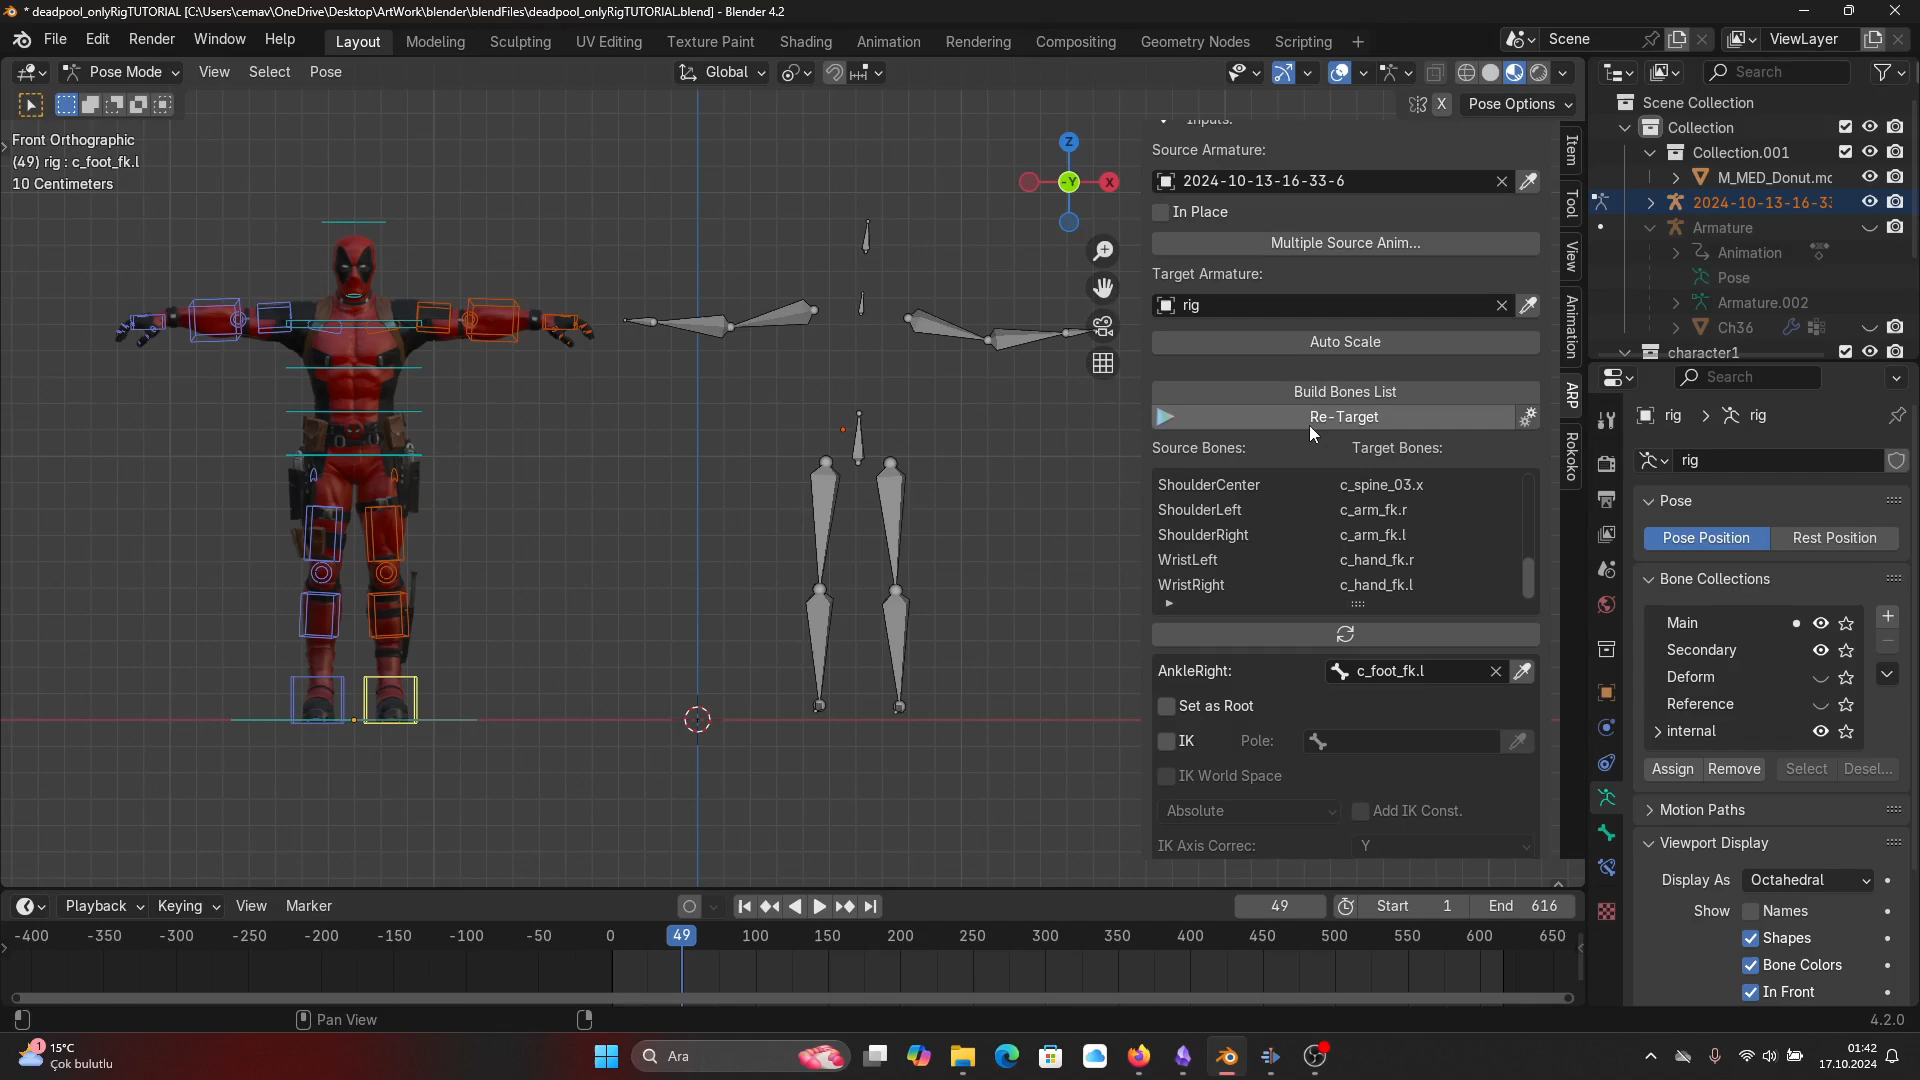 * deadpool_onlyRigTUTORIAL [C:\Users\cemav\OneDrive\Desktop\ArtWork\blender\blendFiles\deadpool_onlyRigTUTORIAL.blend] - Blender 4.2
File Edit Render Window Help Layout Modeling Sculpting UV Editing Texture Paint Shading Animation Rendering Compositing Geometry Nodes Scripting + Scene ViewLayer
Pose Mode View Select Pose Global Search
X Pose Options
Front Orthographic
(49) rig : c_foot_fk.l
10 Centimeters
Z
-Y X
Inputs:
Source Armature:
2024-10-13-16-33-6
In Place
Multiple Source Anim...
Target Armature:
rig
Auto Scale
Build Bones List
Re-Target
Source Bones: Target Bones:
ShoulderCenter c_spine_03.x
ShoulderLeft c_arm_fk.r
ShoulderRight c_arm_fk.l
WristLeft c_hand_fk.r
WristRight c_hand_fk.l
AnkleRight: c_foot_fk.l
Set as Root
IK Pole:
IK World Space
Absolute Add IK Const.
IK Axis Correc: Y
Item
Tool
View
Animation
ARP
Rokoko
Scene Collection
Collection
Collection.001
M_MED_Donut.mo
2024-10-13-16-33
Armature
Animation
Pose
Armature.002
Ch36
character1
Search
rig > rig
rig
Pose
Pose Position Rest Position
Bone Collections
Main
Secondary
Deform
Reference
internal
Assign Remove Select Desel...
Motion Paths
Viewport Display
Display As Octahedral
Show Names
Shapes
Bone Colors
In Front
Playback Keying View Marker 49 Start 1 End 616
-400 -350 -300 -250 -200 -150 -100 -50 0 49 100 150 200 250 300 350 400 450 500 550 600 650
Pan View 4.2.0
1 15°C
Çok bulutlu
Ara
01:42
17.10.2024